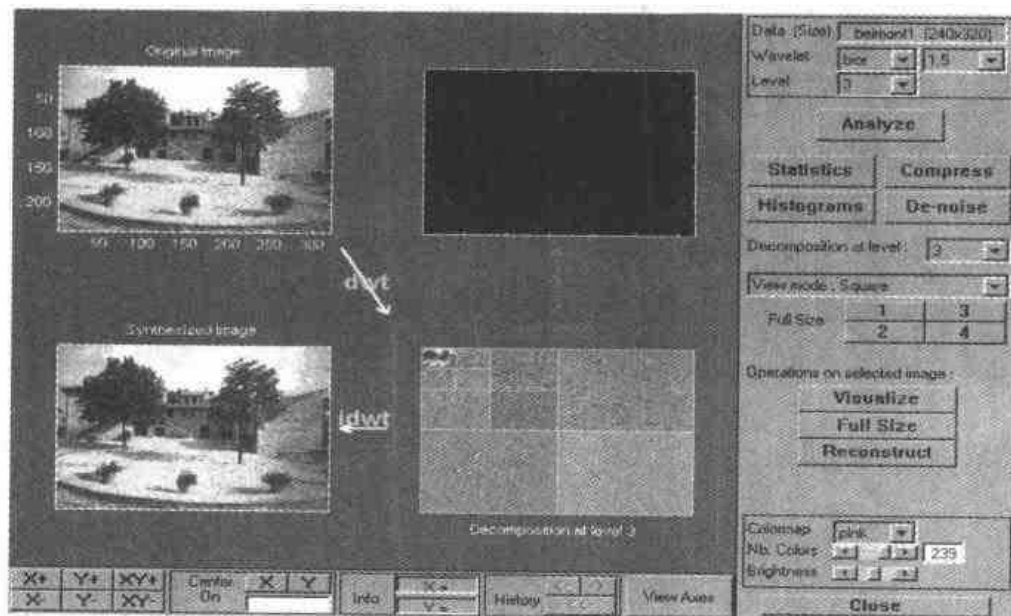 Original Image
50
100
150
200
50 100 150 200 250 300
dwt
Synthesized Image
idwt
Decomposition at level 3
Data (Size) belmont1 (240x320)
Wavelet bior 1.5
Level 3
Analyze
Statistics Compress
Histograms De-noise
Decomposition at level : 3
View mode : Square
Full Size 1 3
2 4
Operations on selected image :
Visualize
Full Size
Reconstruct
Colormap pink
Nb. Colors 239
Brightness
X+ Y+ XY+
X- Y- XY-
Center On X Y
Info X = 
Y =
History
View Axes
Close